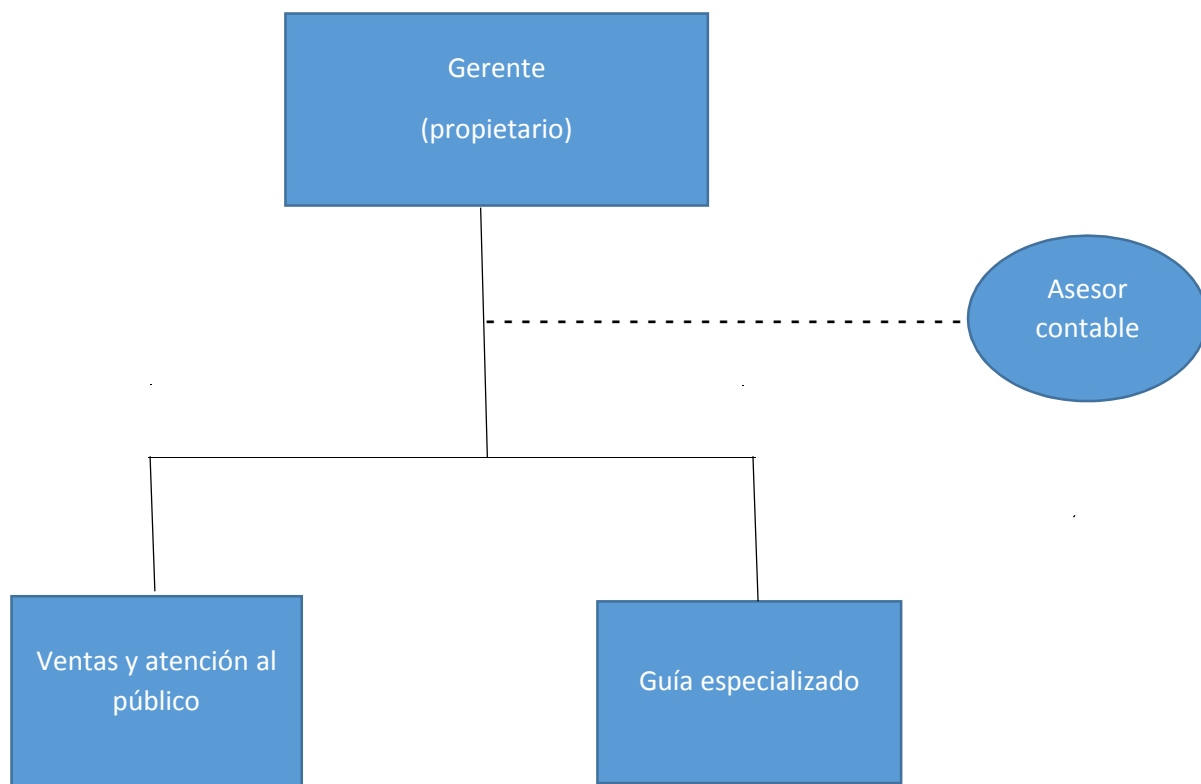 Gerente
(propietario)
Asesor
contable
Ventas y atención al
público
Guía especializado